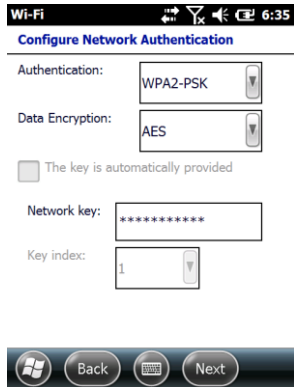 Wi-Fi 6:35
Configure Network Authentication
Authentication: WPA2-PSK
Data Encryption: AES
The key is automatically provided
Network key: ***********
Key index: 1
Back Next